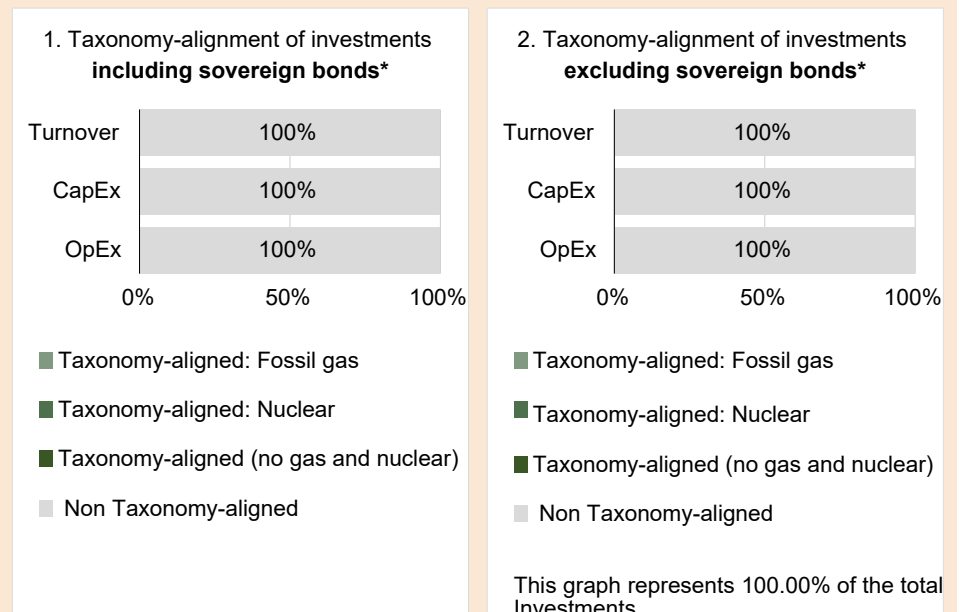 1. Taxonomy-alignment of investments
including sovereign bonds*
Turnover 100%
CapEx 100%
OpEx 100%
0% 50% 100%
Taxonomy-aligned: Fossil gas
Taxonomy-aligned: Nuclear
Taxonomy-aligned (no gas and nuclear)
Non Taxonomy-aligned
2. Taxonomy-alignment of investments
excluding sovereign bonds*
Turnover 100%
CapEx 100%
OpEx 100%
0% 50% 100%
Taxonomy-aligned: Fossil gas
Taxonomy-aligned: Nuclear
Taxonomy-aligned (no gas and nuclear)
Non Taxonomy-aligned
This graph represents 100.00% of the total
Investments